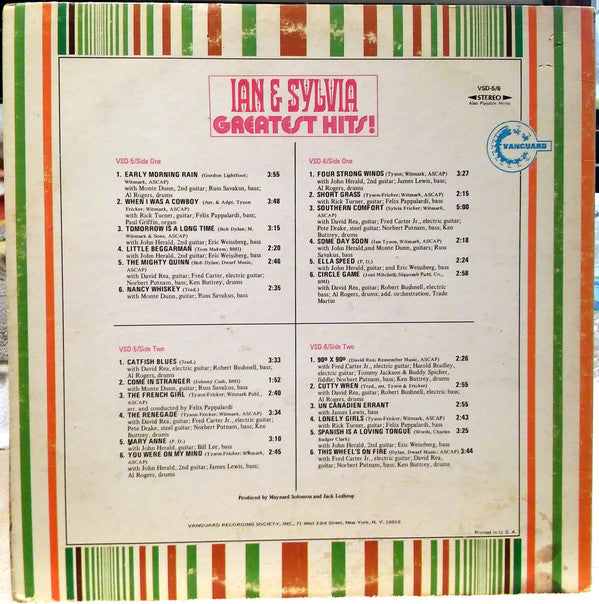 IAN & SYLVIA
GREATEST HITS!
VSD-5/6
STEREO
Also Playable Mono
VANGUARD
VSD-5/Side One
1. EARLY MORNING RAIN (Gordon Lightfoot; 3:55
Witmark, ASCAP)
with Monte Dunn, 2nd guitar; Russ Savakus, bass;
Al Rogers, drums
2. WHEN I WAS A COWBOY (Arr. & Adpt. Tyson 3:48
Fricker; Witmark, ASCAP)
with Rick Turner, guitar; Felix Pappalardi, bass;
Paul Griffin, organ
3. TOMORROW IS A LONG TIME (Bob Dylan; M. 3:15
Witmark & Sons, ASCAP)
with John Herald, 2nd guitar; Eric Weisberg, bass
4. LITTLE BEGGARMAN (Tom Makem; BMI) 2:20
with John Herald, 2nd guitar; Eric Weissberg, bass
5. THE MIGHTY QUINN (Bob Dylan; Dwarf Music, 2:46
ASCAP)
with David Rea, guitar; Fred Carter, electric guitar;
Norbert Putnam, bass; Ken Buttrey, drums
6. NANCY WHISKEY (Trad.) 2:35
with Monte Dunn, guitar; Russ Savakus, bass
VSD-6/Side One
1. FOUR STRONG WINDS (Tyson; Witmark, ASCAP) 3:27
with John Herald, 2nd guitar; James Lewis, bass;
Al Rogers, drums
2. SHORT GRASS (Tyson-Fricker; Witmark, ASCAP) 2:15
with Rick Turner, guitar; Felix Pappalardi, bass
3. SOUTHERN COMFORT (Sylvia Fricker; Witmark, 5:00
ASCAP)
with David Rea, guitar; Fred Carter Jr., electric guitar;
Pete Drake, steel guitar; Norbert Putnam, bass; Ken
Buttrey, drums
4. SOME DAY SOON (Ian Tyson, Witmark, ASCAP) 2:18
with John Herald,and Monte Dunn, guitars; Russ
Savakus, bass
5. ELLA SPEED (P. D.) 2:24
with John Herald, guitar; and Eric Weisberg, bass
6. CIRCLE GAME (Joni Mitchell; Siquomb Publ. Co., 2:58
BMI)
with David Rea, guitar; Robert Bushnell, electric
bass; Al Rogers, drums; add. orchestration, Trade
Martin
VSD-5/Side Two
1. CATFISH BLUES (Trad.) 3:33
with David Rea, electric guitar; Robert Bushnell, bass;
Al Rogers, drums
2. COME IN STRANGER (Johnny Cash, BMI) 1:52
with Monte Dunn, guitar; Russ Savakus, bass
3. THE FRENCH GIRL (Tyson-Fricker; Witmark Publ., 2:49
ASCAP)
arr. and conducted by Felix Pappalardi
4. THE RENEGADE (Tyson-Fricker; Witmark, ASCAP) 3:34
with David Rea, guitar; Fred Carter Jr., electric guitar;
Pete Drake, steel guitar; Norbert Putnam, bass; Ken
Buttrey, drums
5. MARY ANNE (P. D.) 3:10
with John Herald, guitar; Bill Lee, bass
6. YOU WERE ON MY MIND (Tyson-Fricker; Witmark, 2:45
ASCAP)
with John Herald, 2nd guitar; James Lewis, bass;
Al Rogers, drums
VSD-6/Side Two
1. 90º X 90º (David Rea; Remember Music, ASCAP) 2:26
with Fred Carter Jr., electric guitar; Harold Bradley,
electric guitar; Tommy Jackson & Buddy Spicher,
fiddle; Norbert Putnam, bass; Ken Buttrey, drums
2. CUTTY WREN (Trad., arr. Tyson & Fricker) 2:55
with David Rea, guitar; Robert Bushnell, electric bass;
Al Rogers, drums
3. UN CANADIEN ERRANT 2:55
with James Lewis, bass
4. LONELY GIRLS (Tyson-Fricker; Witmark, ASCAP) 2:43
with Rick Turner, guitar; Felix Pappalardi, bass
5. SPANISH IS A LOVING TONGUE (Words, Charles 3:25
Badger Clark)
with John Herald, 2nd guitar; Eric Weisberg, bass
6. THIS WHEEL'S ON FIRE (Dylan, Dwarf Music, ASCAP) 3:44
with Fred Carter Jr., electric guitar; David Rea,
guitar; Norbert Putnam, bass; Ken Buttrey, drums
Produced by Maynard Solomon and Jack Lothrop
VANGUARD RECORDING SOCIETY, INC., 71 West 23rd Street, New York, N. Y. 10010
Printed in U. S. A.